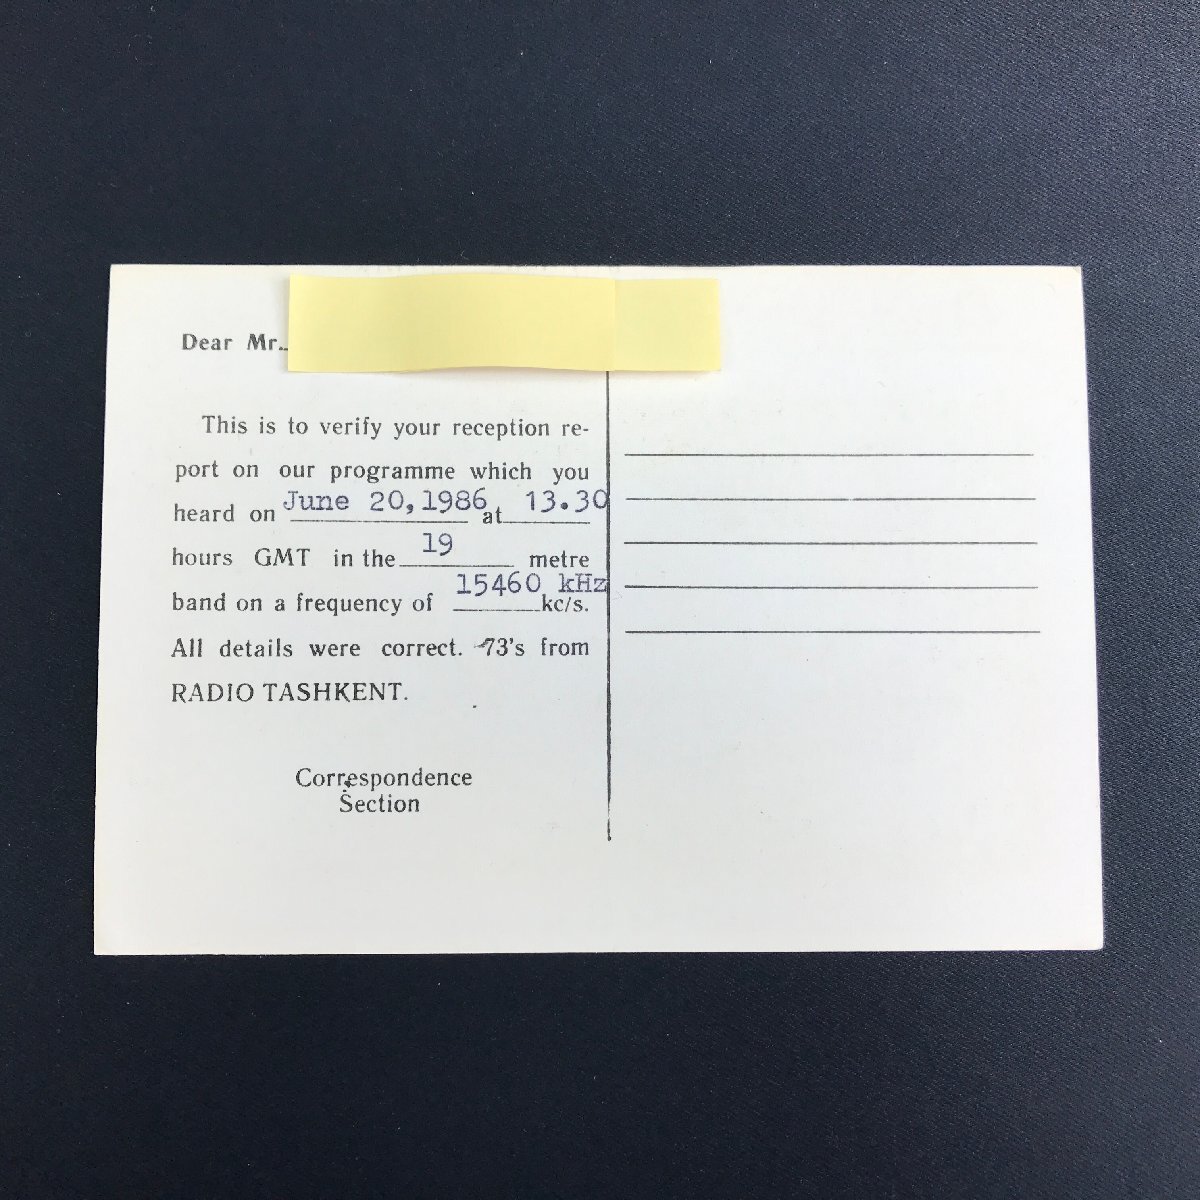 Dear Mr.
This is to verify your reception re-
port on our programme which you
heard on June 20,1986 at 13.30
hours GMT in the 19 metre
band on a frequency of 15460 kHz kc/s.
All details were correct. 73's from
RADIO TASHKENT.
Correspondence
Section